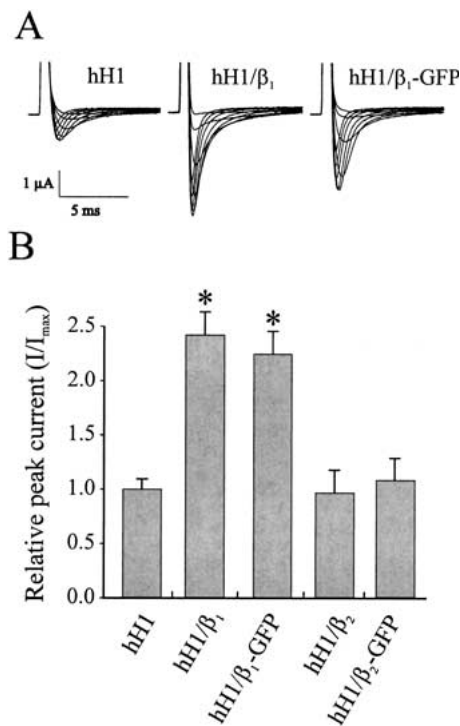 A
hH1 hH1/β₁ hH1/β₁-GFP
1 µA
5 ms
B
Relative peak current (I/Iₘₐₓ)
2.5
2.0
1.5
1.0
0.5
0.0
* *
hH1
hH1/β₁
hH1/β₁-GFP
hH1/β₂
hH1/β₂-GFP